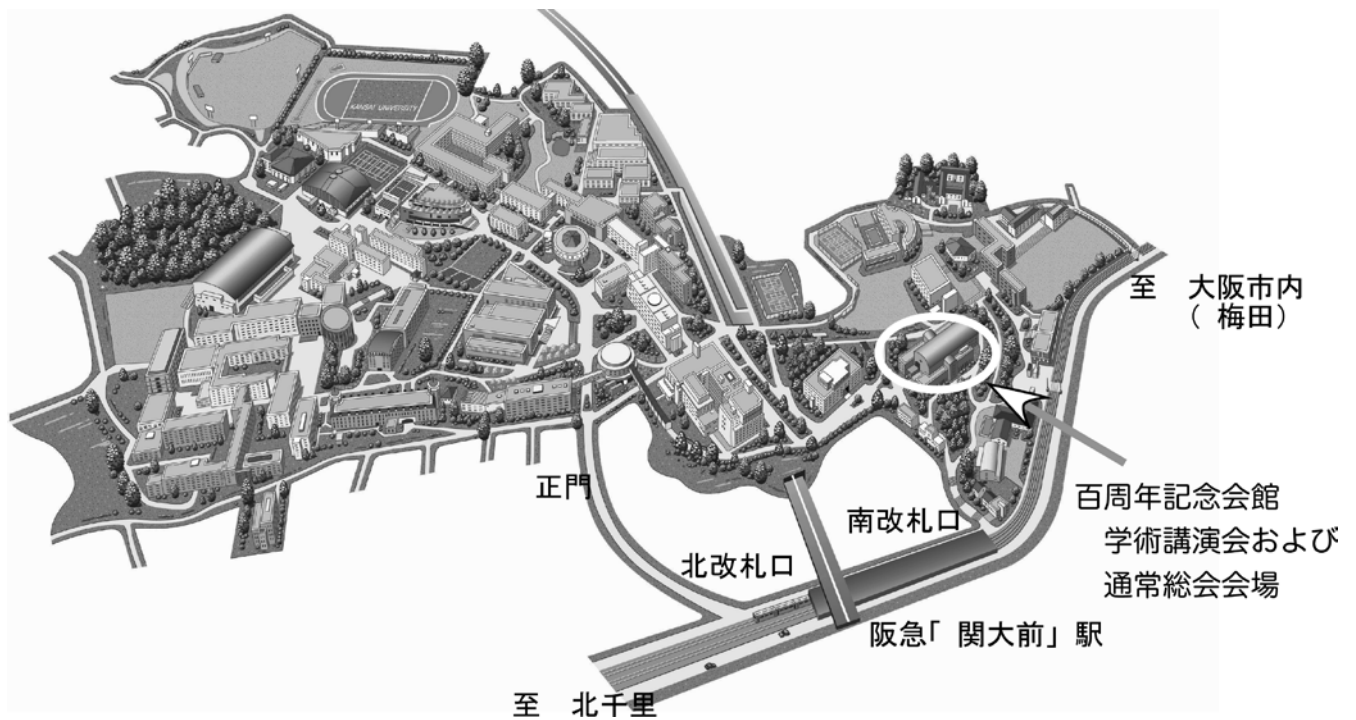 KANSAI UNIVERSITY
至　大阪市内
（ 梅田）
正門
百周年記念会館
学術講演会および
通常総会会場
南改札口
北改札口
阪急「 関大前」駅
至　北千里